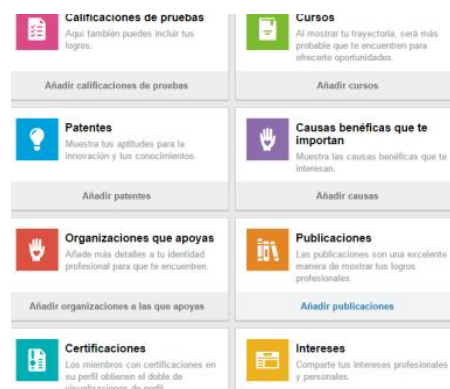 Calificaciones de pruebas
Aquí también puedes incluir tus
logros.
Añadir calificaciones de pruebas
Cursos
Al mostrar tu trayectoria, será más
probable que te encuentren para
ofrecerte oportunidades.
Añadir cursos
Patentes
Muestra tus aptitudes para la
innovación y tus conocimientos.
Añadir patentes
Causas benéficas que te
importan
Muestra las causas benéficas que te
interesan.
Añadir causas
Organizaciones que apoyas
Añade más detalles a tu identidad
profesional para que te encuentren.
Añadir organizaciones a las que apoyas
Publicaciones
Las publicaciones son una excelente
manera de mostrar tus logros
profesionales.
Añadir publicaciones
Certificaciones
Los miembros con certificaciones en
su perfil obtienen el doble de
visualizaciones de perfil
Intereses
Comparte tus intereses profesionales
y personales.